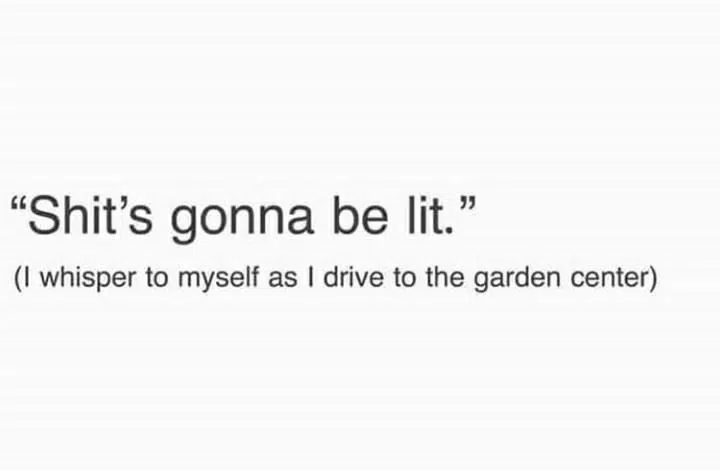 “Shit’s gonna be lit.”
(I whisper to myself as I drive to the garden center)